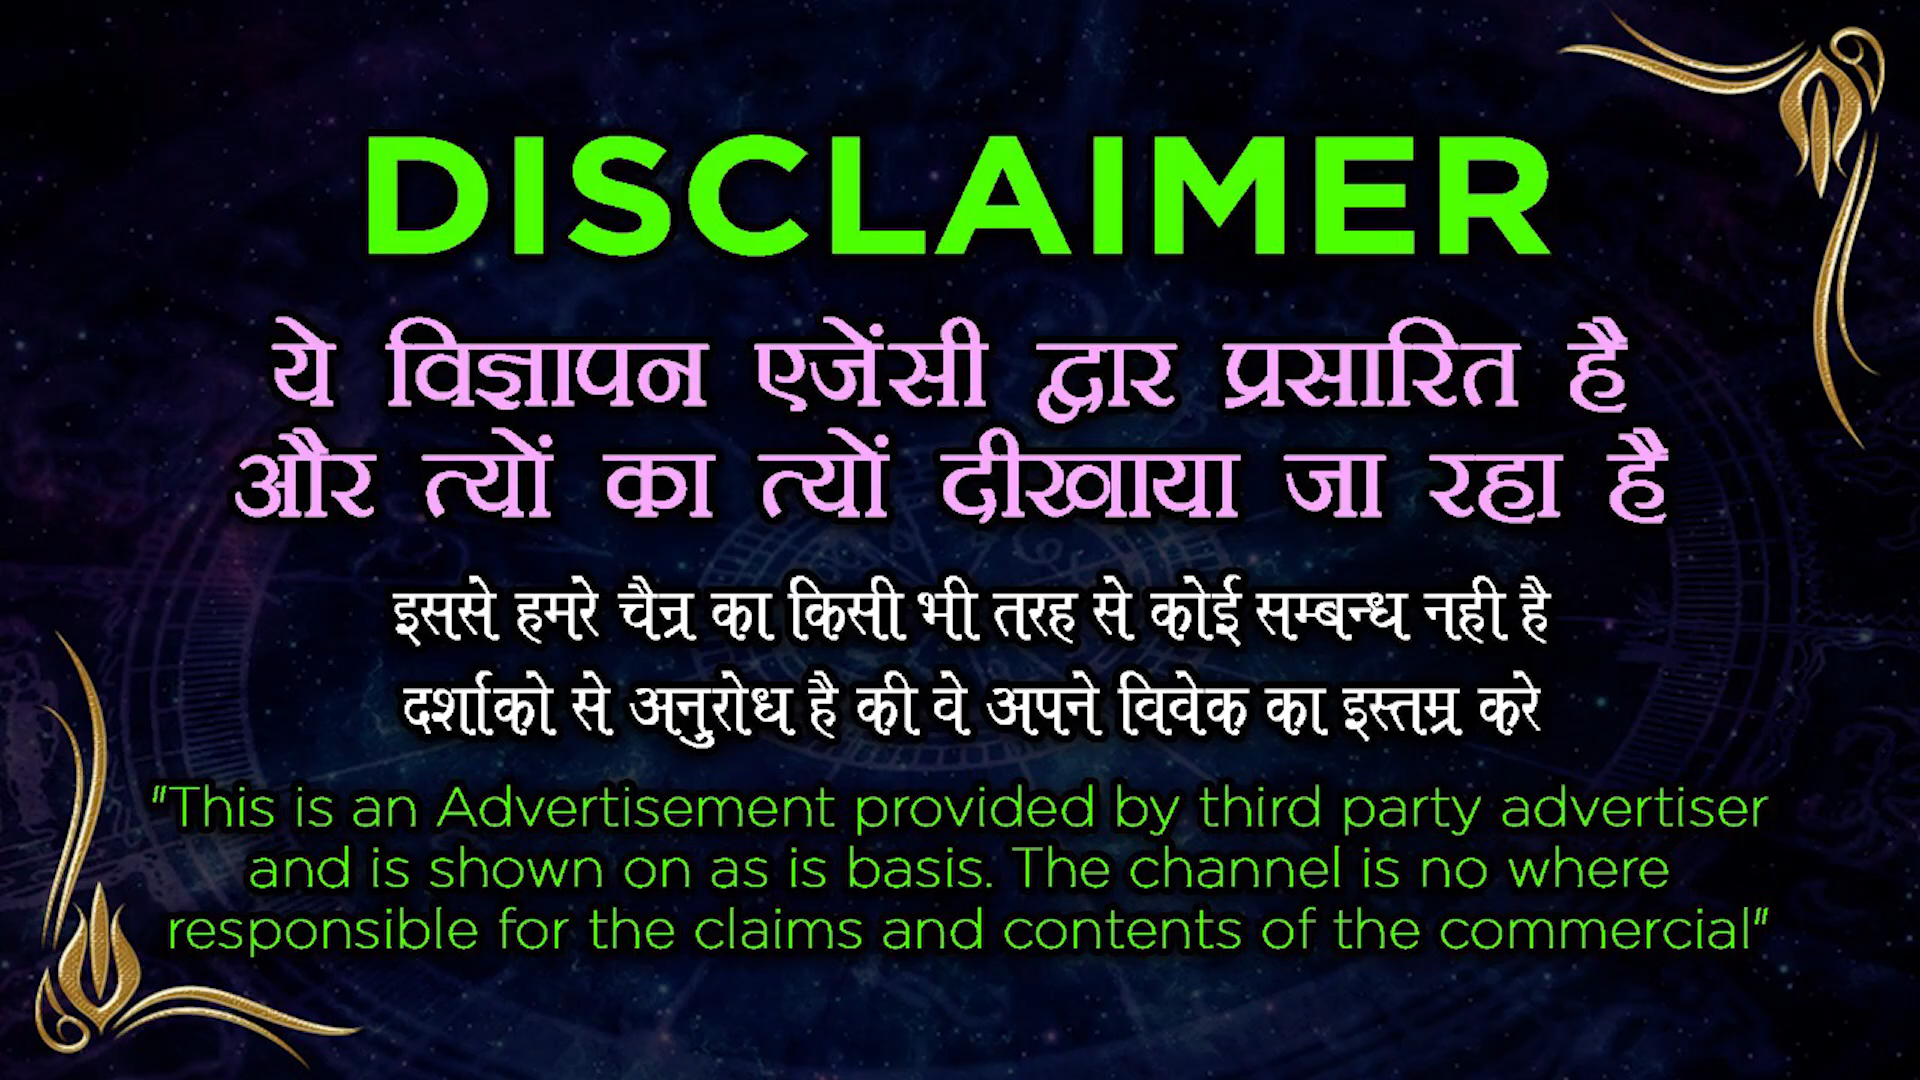 DISCLAIMER
ये विज्ञापन एजेंसी द्वार प्रसारित है
और त्यों का त्यों दीखाया जा रहा है
इससे हमरे चैन्र का किसी भी तरह से कोई सम्बन्ध नही है
दर्शाको से अनुरोध है की वे अपने विवेक का इस्तम्र करे
"This is an Advertisement provided by third party advertiser
and is shown on as is basis. The channel is no where
responsible for the claims and contents of the commercial"